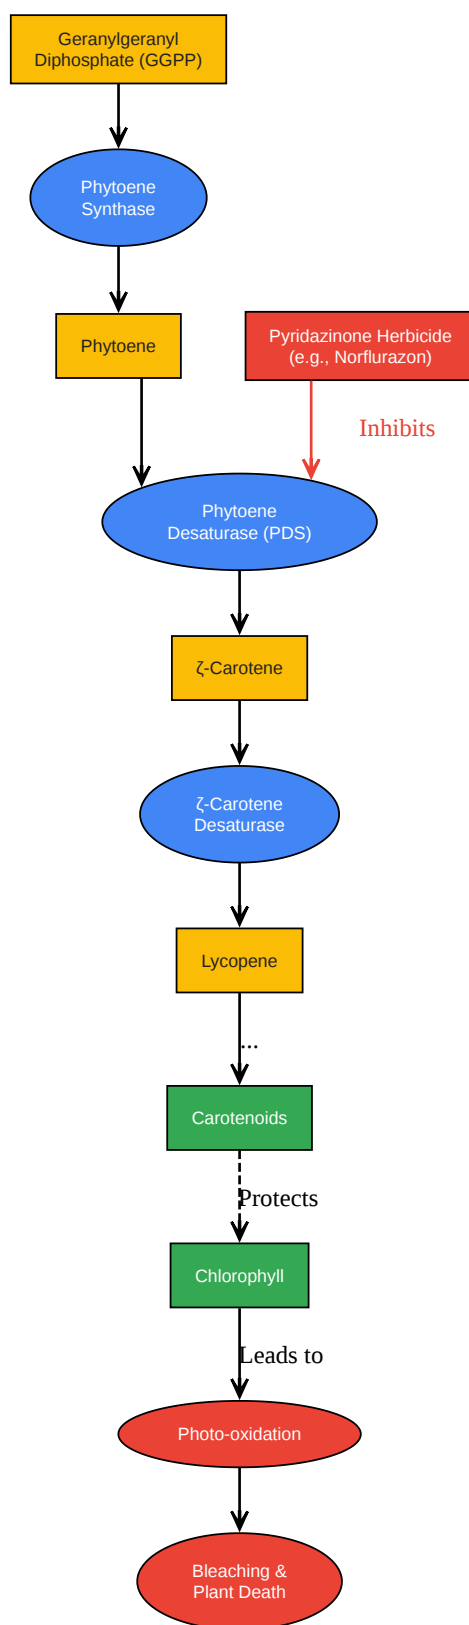 Geranylgeranyl
Diphosphate (GGPP)
Phytoene
Synthase
Phytoene
Pyridazinone Herbicide
(e.g., Norflurazon)
Inhibits
Phytoene
Desaturase (PDS)
ζ-Carotene
ζ-Carotene
Desaturase
Lycopene
...
Carotenoids
Protects
Chlorophyll
Leads to
Photo-oxidation
Bleaching &
Plant Death